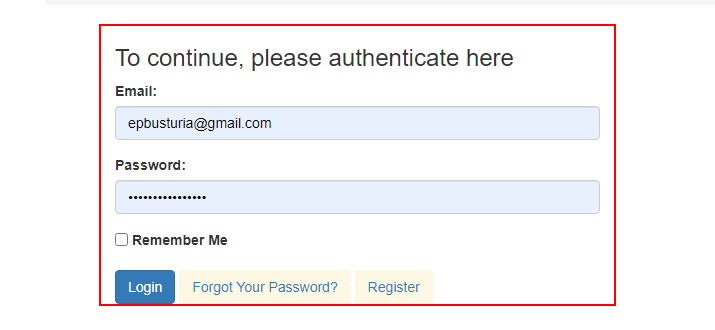 To continue, please authenticate here
Email:
epbusturia@gmail.com
Password:
••••••••••••••••
Remember Me
Login Forgot Your Password? Register